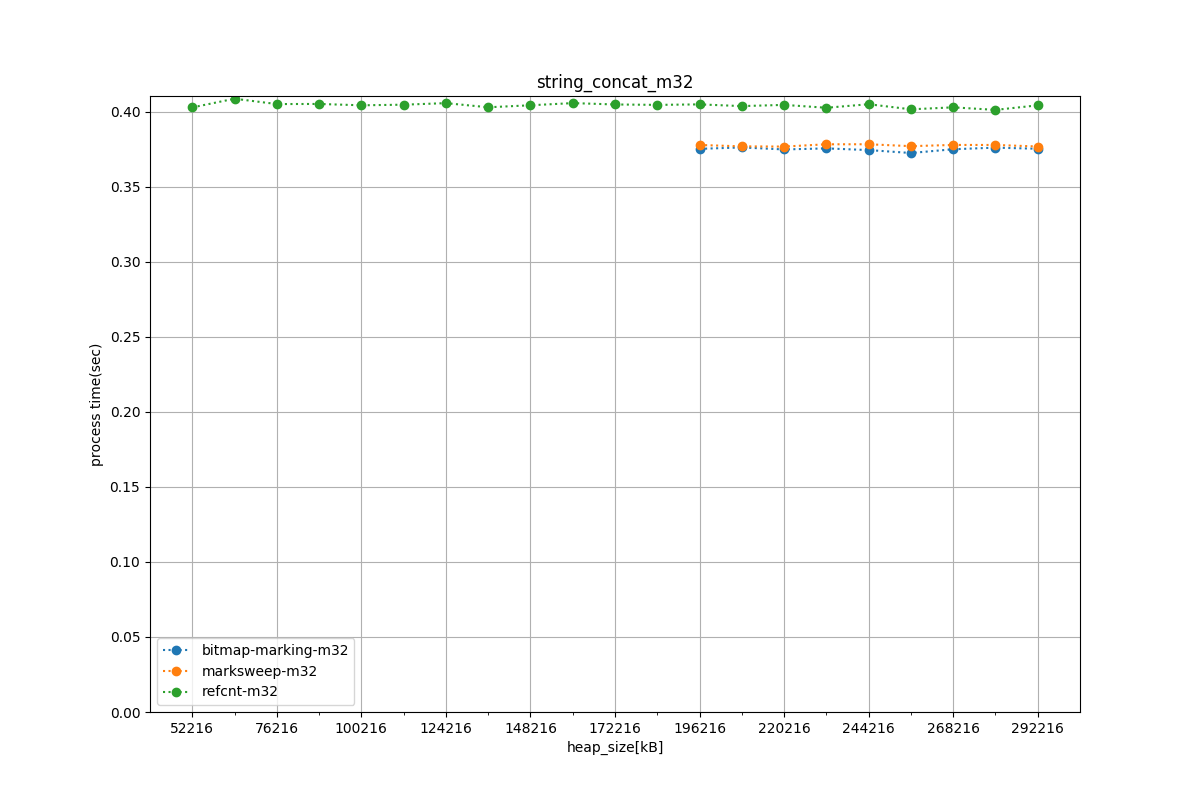 string_concat_m32
0.40
0.35
0.30
0.25
0.20
0.15
0.10
0.05
0.00
process time(sec)
bitmap-marking-m32
marksweep-m32
refcnt-m32
52216 76216 100216 124216 148216 172216 196216 220216 244216 268216 292216
heap_size[kB]